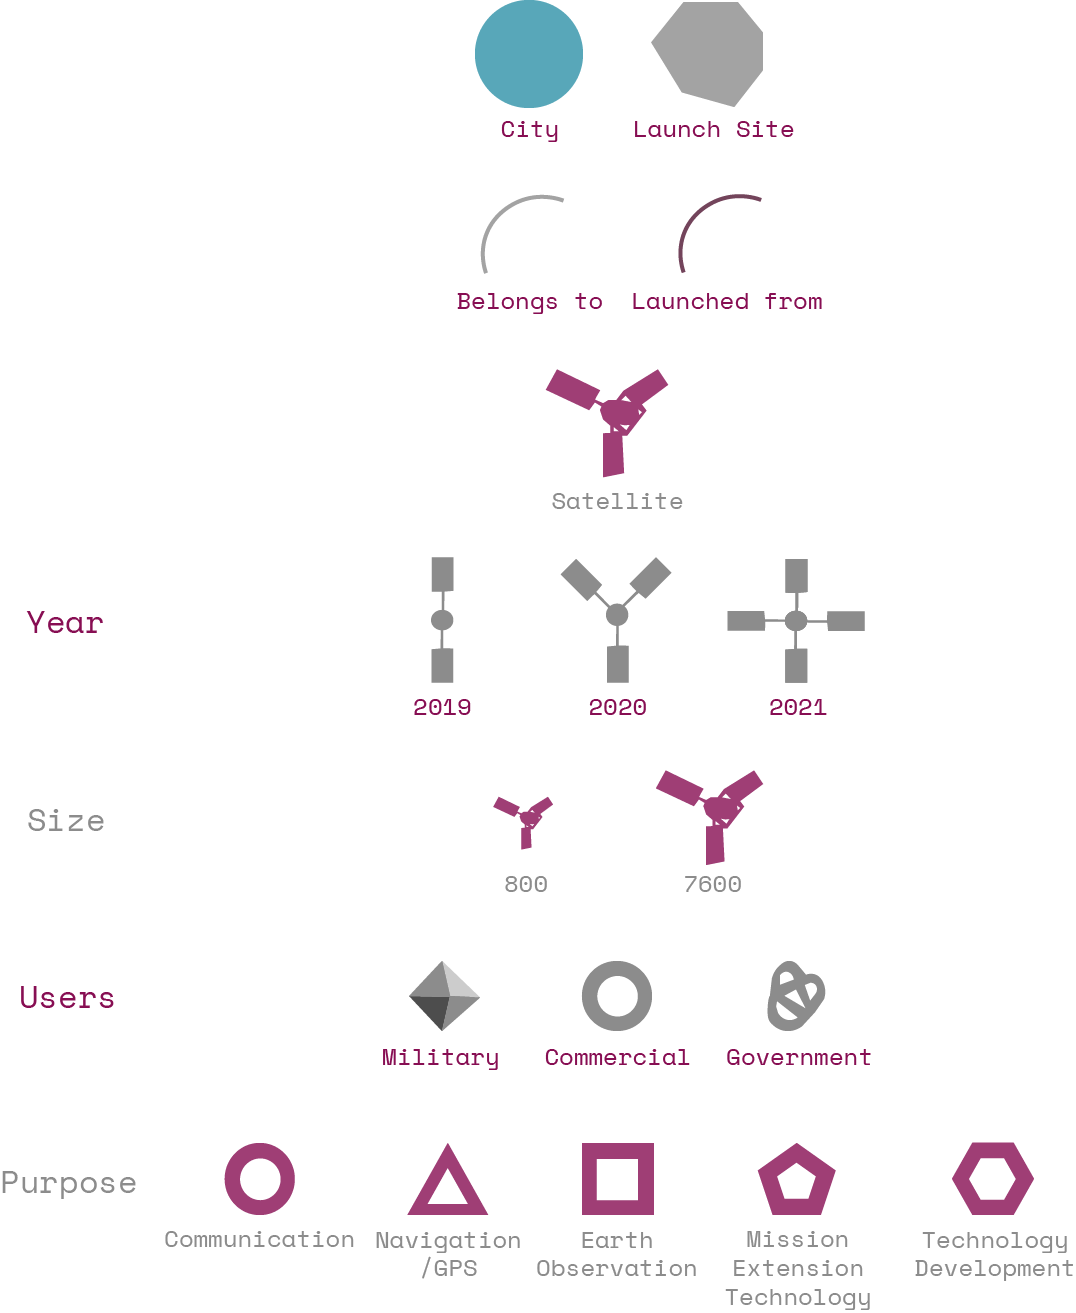 City
Launch Site
Belongs to
Launched from
Satellite
Year
2019
2020
2021
Size
800
7600
Users
Military
Commercial
Government
Purpose
Communication
Navigation
/GPS
Earth
Observation
Mission
Extension
Technology
Technology
Development